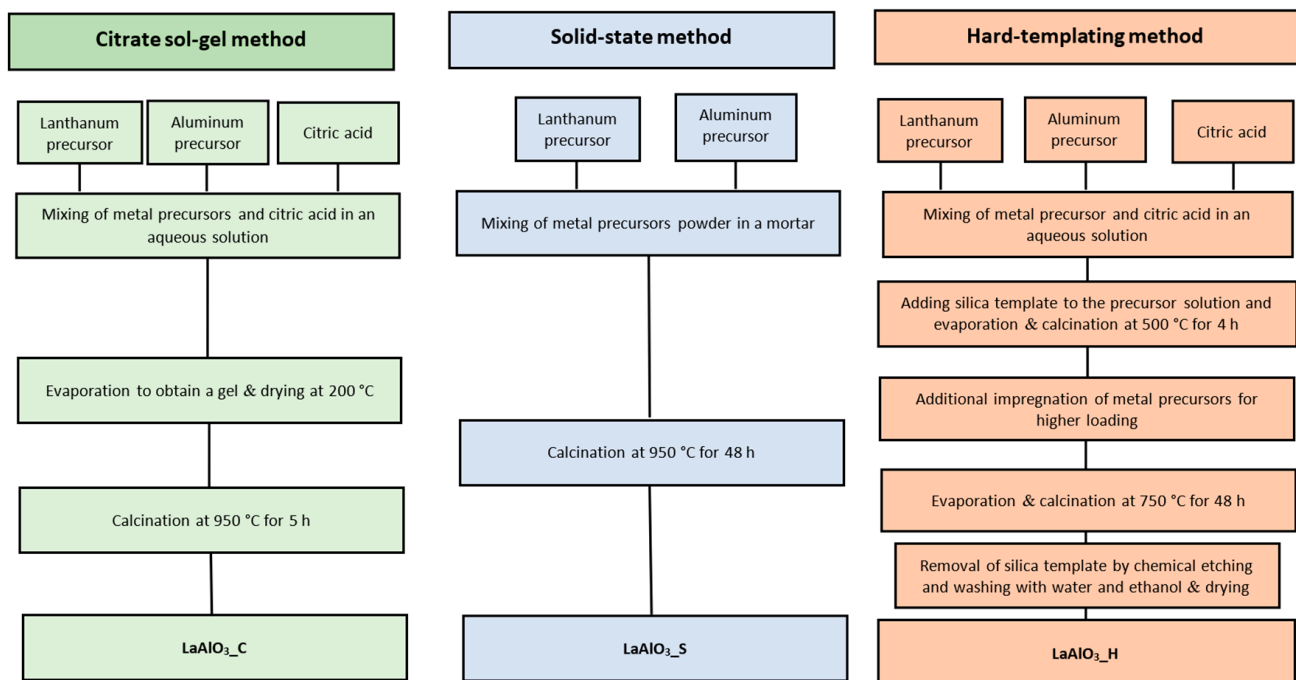 Citrate sol-gel method
Lanthanum
precursor
Aluminum
precursor
Citric acid
Mixing of metal precursors and citric acid in an
aqueous solution
Evaporation to obtain a gel & drying at 200 °C
Calcination at 950 °C for 5 h
LaAlO₃_C
Solid-state method
Lanthanum
precursor
Aluminum
precursor
Mixing of metal precursors powder in a mortar
Calcination at 950 °C for 48 h
LaAlO₃_S
Hard-templating method
Lanthanum
precursor
Aluminum
precursor
Citric acid
Mixing of metal precursor and citric acid in an
aqueous solution
Adding silica template to the precursor solution and
evaporation & calcination at 500 °C for 4 h
Additional impregnation of metal precursors for
higher loading
Evaporation & calcination at 750 °C for 48 h
Removal of silica template by chemical etching
and washing with water and ethanol & drying
LaAlO₃_H